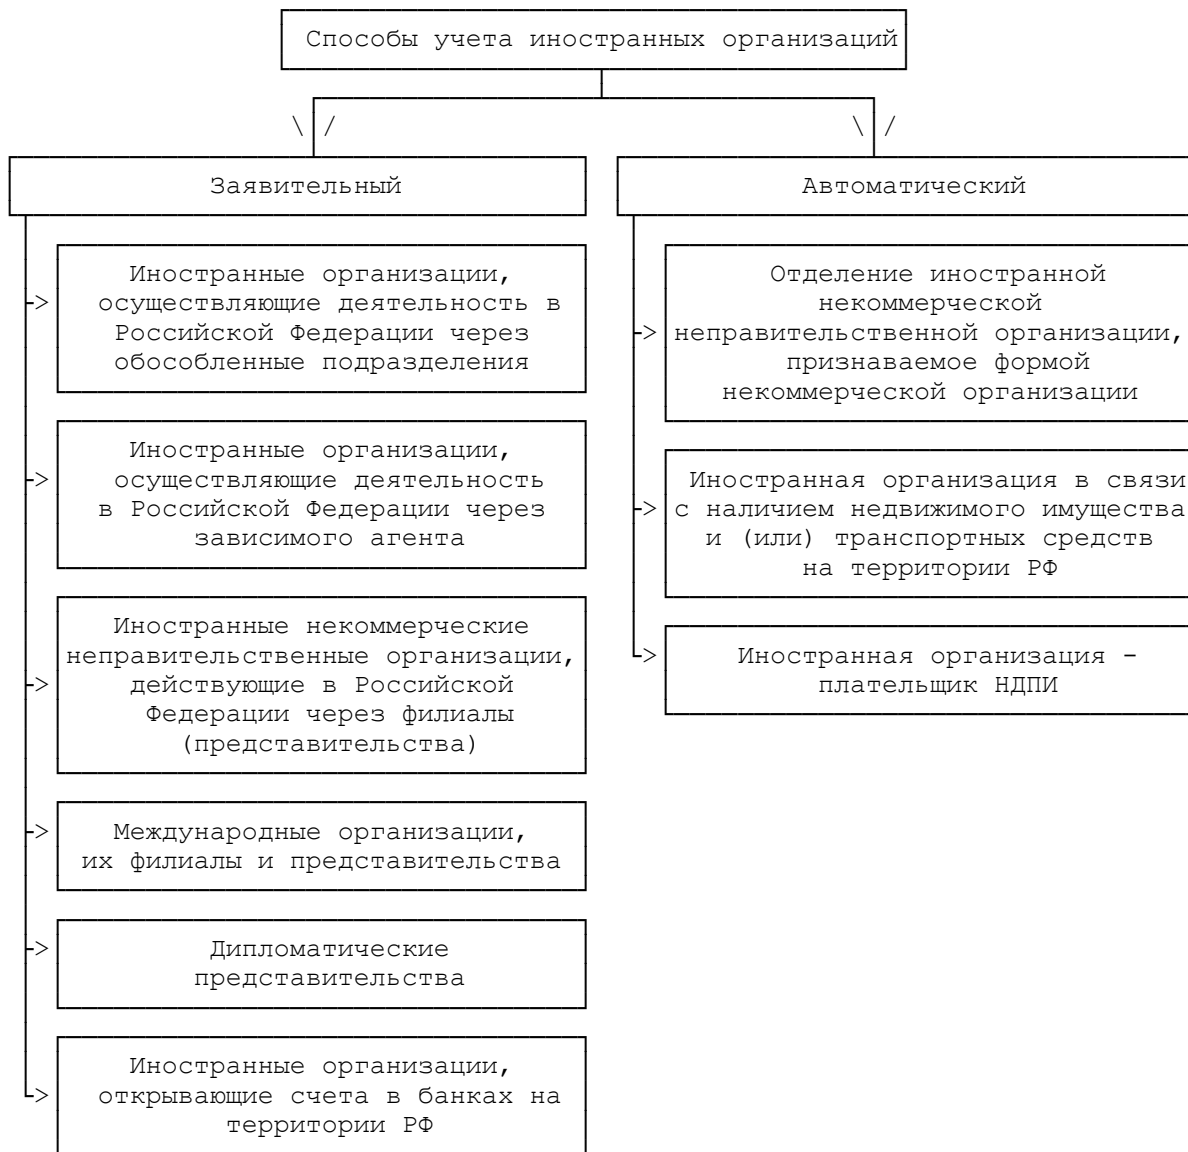 Способы учета иностранных организаций
Заявительный
Иностранные организации,
осуществляющие деятельность в
Российской Федерации через
обособленные подразделения
Иностранные организации,
осуществляющие деятельность
в Российской Федерации через
зависимого агента
Иностранные некоммерческие
неправительственные организации,
действующие в Российской
Федерации через филиалы
(представительства)
Международные организации,
их филиалы и представительства
Дипломатические
представительства
Иностранные организации,
открывающие счета в банках на
территории РФ
Автоматический
Отделение иностранной
некоммерческой
неправительственной организации,
признаваемое формой
некоммерческой организации
Иностранная организация в связи
с наличием недвижимого имущества
и (или) транспортных средств
на территории РФ
Иностранная организация -
плательщик НДПИ